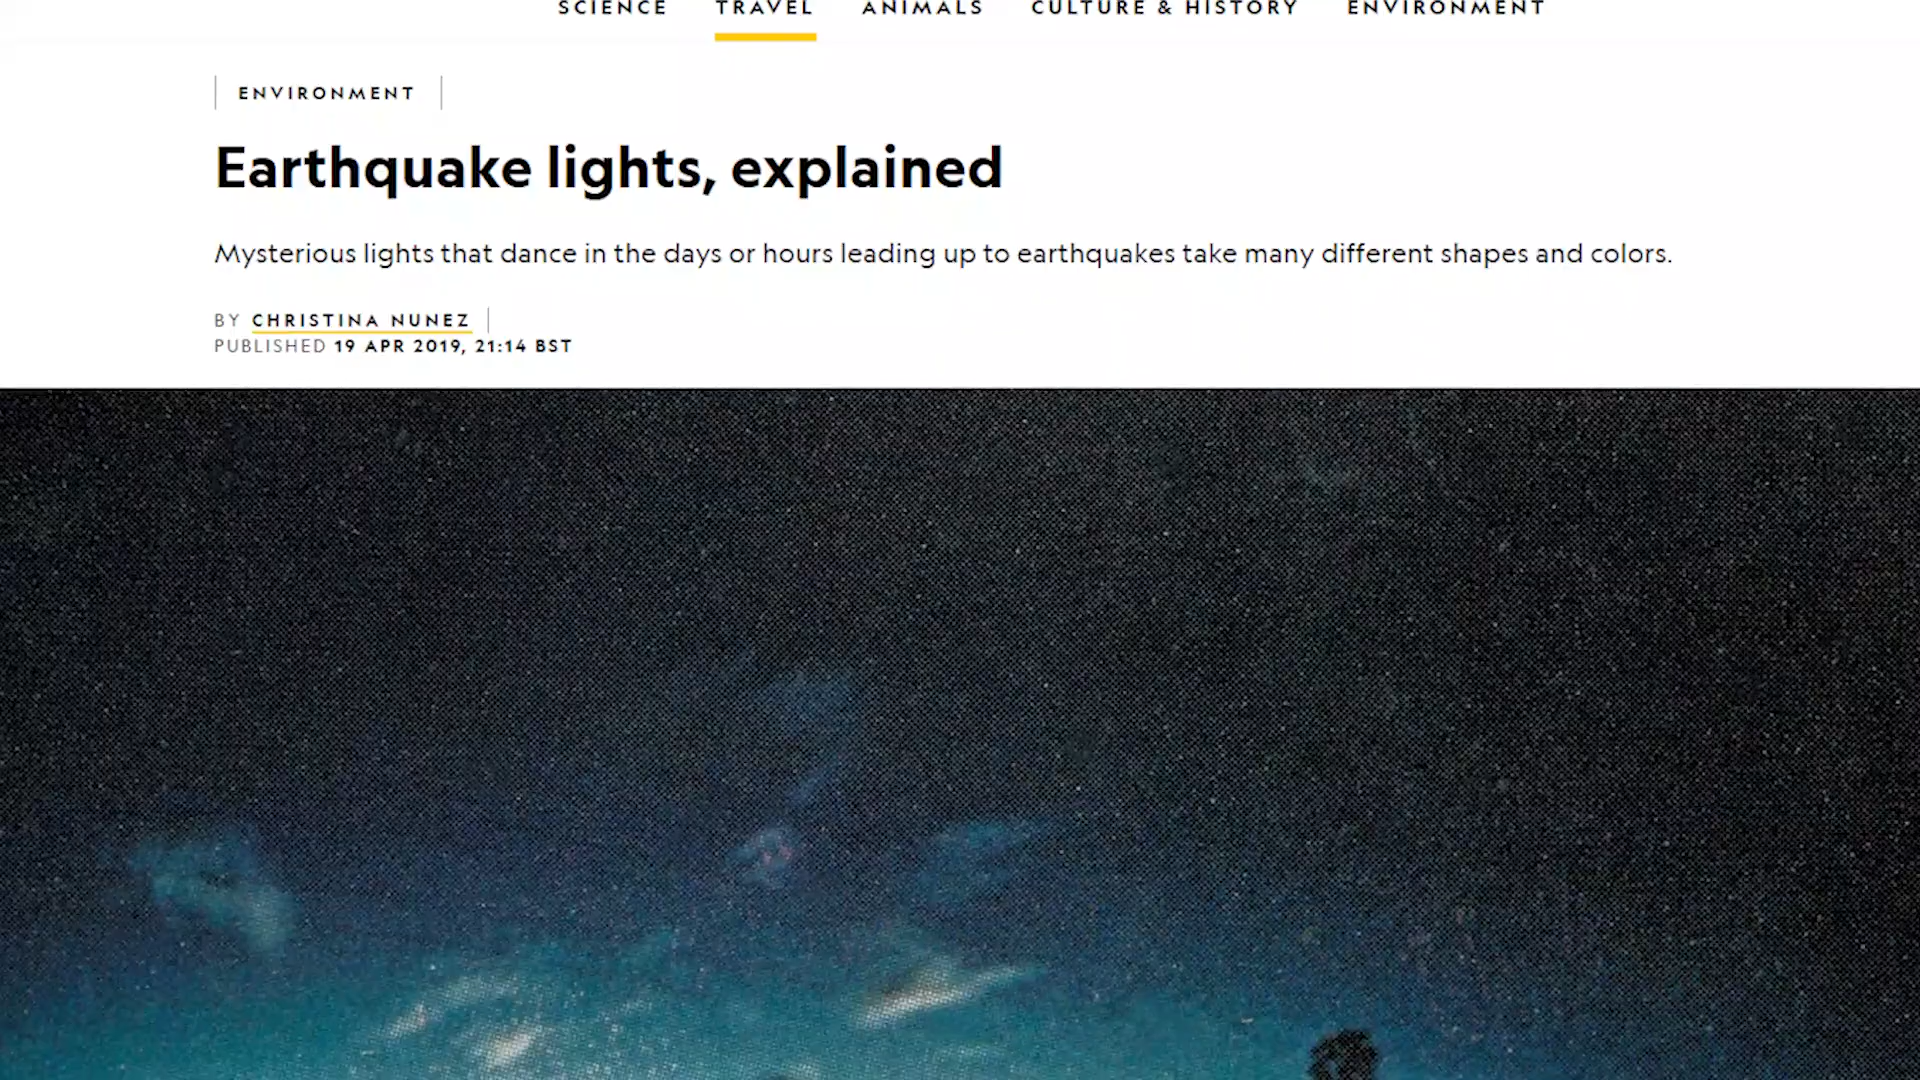 SCIENCE TRAVEL ANIMALS CULTURE & HISTORY ENVIRONMENT
ENVIRONMENT
Earthquake lights, explained
Mysterious lights that dance in the days or hours leading up to earthquakes take many different shapes and colors.
BY CHRISTINA NUNEZ
PUBLISHED 19 APR 2019, 21:14 BST